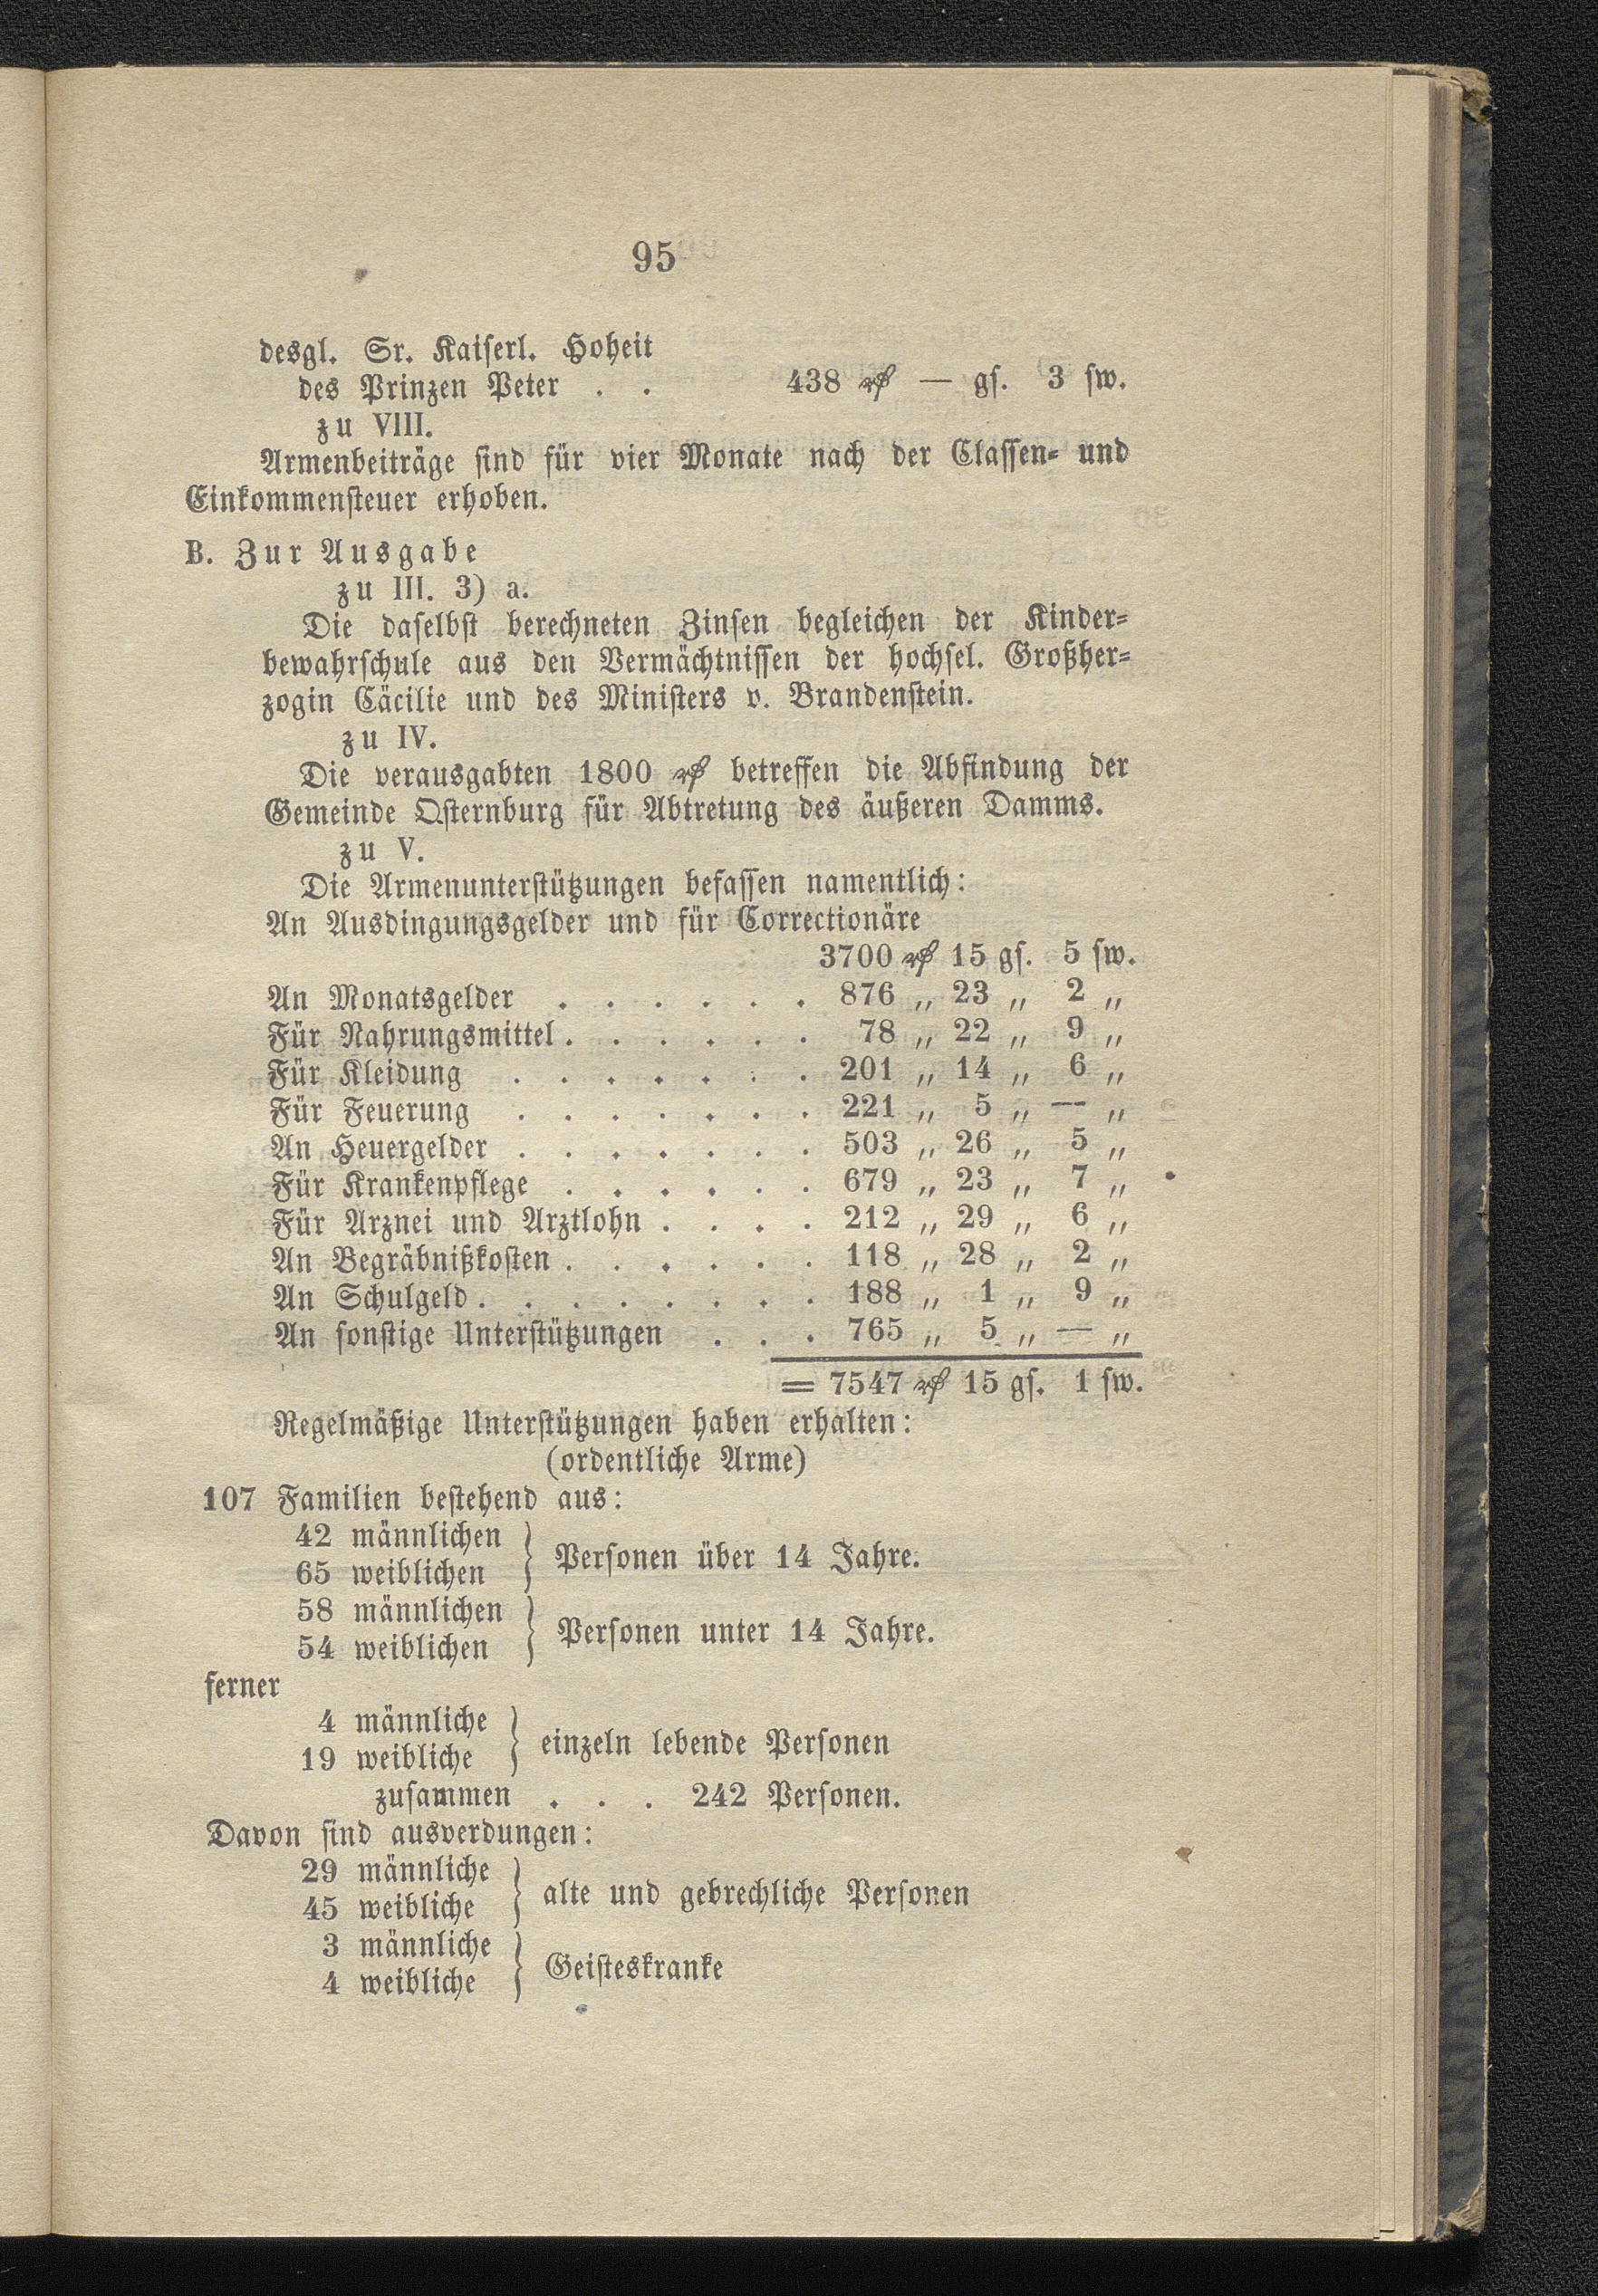 95
desgl. Sr. Kaiserl. Hoheit
des Prinzen Peter . . 438 ₰ — gs. 3 sw.
zu VIII.
Armenbeiträge sind für vier Monate nach der Classen- und
Einkommensteuer erhoben.
B. Zur Ausgabe
zu III. 3) a.
Die daselbst berechneten Zinsen begleichen der Kinder-
bewahrschule aus den Vermächtnissen der hochsel. Großher-
zogin Cäcilie und des Ministers v. Brandenstein.
zu IV.
Die verausgabten 1800 ₰ betreffen die Abfindung der
Gemeinde Osternburg für Abtretung des äußeren Damms.
zu V.
Die Armenunterstützungen befassen namentlich:
An Ausdingungsgelder und für Correctionäre
3700 ₰ 15 gs. 5 sw.
An Monatsgelder . . . . . . 876 „ 23 „ 2 „
Für Nahrungsmittel . . . . . . 78 „ 22 „ 9 „
Für Kleidung . . . . . . . 201 „ 14 „ 6 „
Für Feuerung . . . . . . . 221 „ 5 „ — „
An Heuergelder . . . . . . . 503 „ 26 „ 5 „
Für Krankenpflege . . . . . . 679 „ 23 „ 7 „
Für Arznei und Arztlohn . . . . 212 „ 29 „ 6 „
An Begräbnißkosten . . . . . . 118 „ 28 „ 2 „
An Schulgeld . . . . . . . . 188 „ 1 „ 9 „
An sonstige Unterstützungen . . . 765 „ 5 „ — „
= 7547 ₰ 15 gs. 1 sw.
Regelmäßige Unterstützungen haben erhalten:
(ordentliche Arme)
107 Familien bestehend aus:
42 männlichen
65 weiblichen } Personen über 14 Jahre.
58 männlichen
54 weiblichen } Personen unter 14 Jahre.
ferner
4 männliche
19 weibliche } einzeln lebende Personen
zusammen . . . 242 Personen.
Davon sind ausverdungen:
29 männliche
45 weibliche } alte und gebrechliche Personen
3 männliche
4 weibliche } Geisteskranke